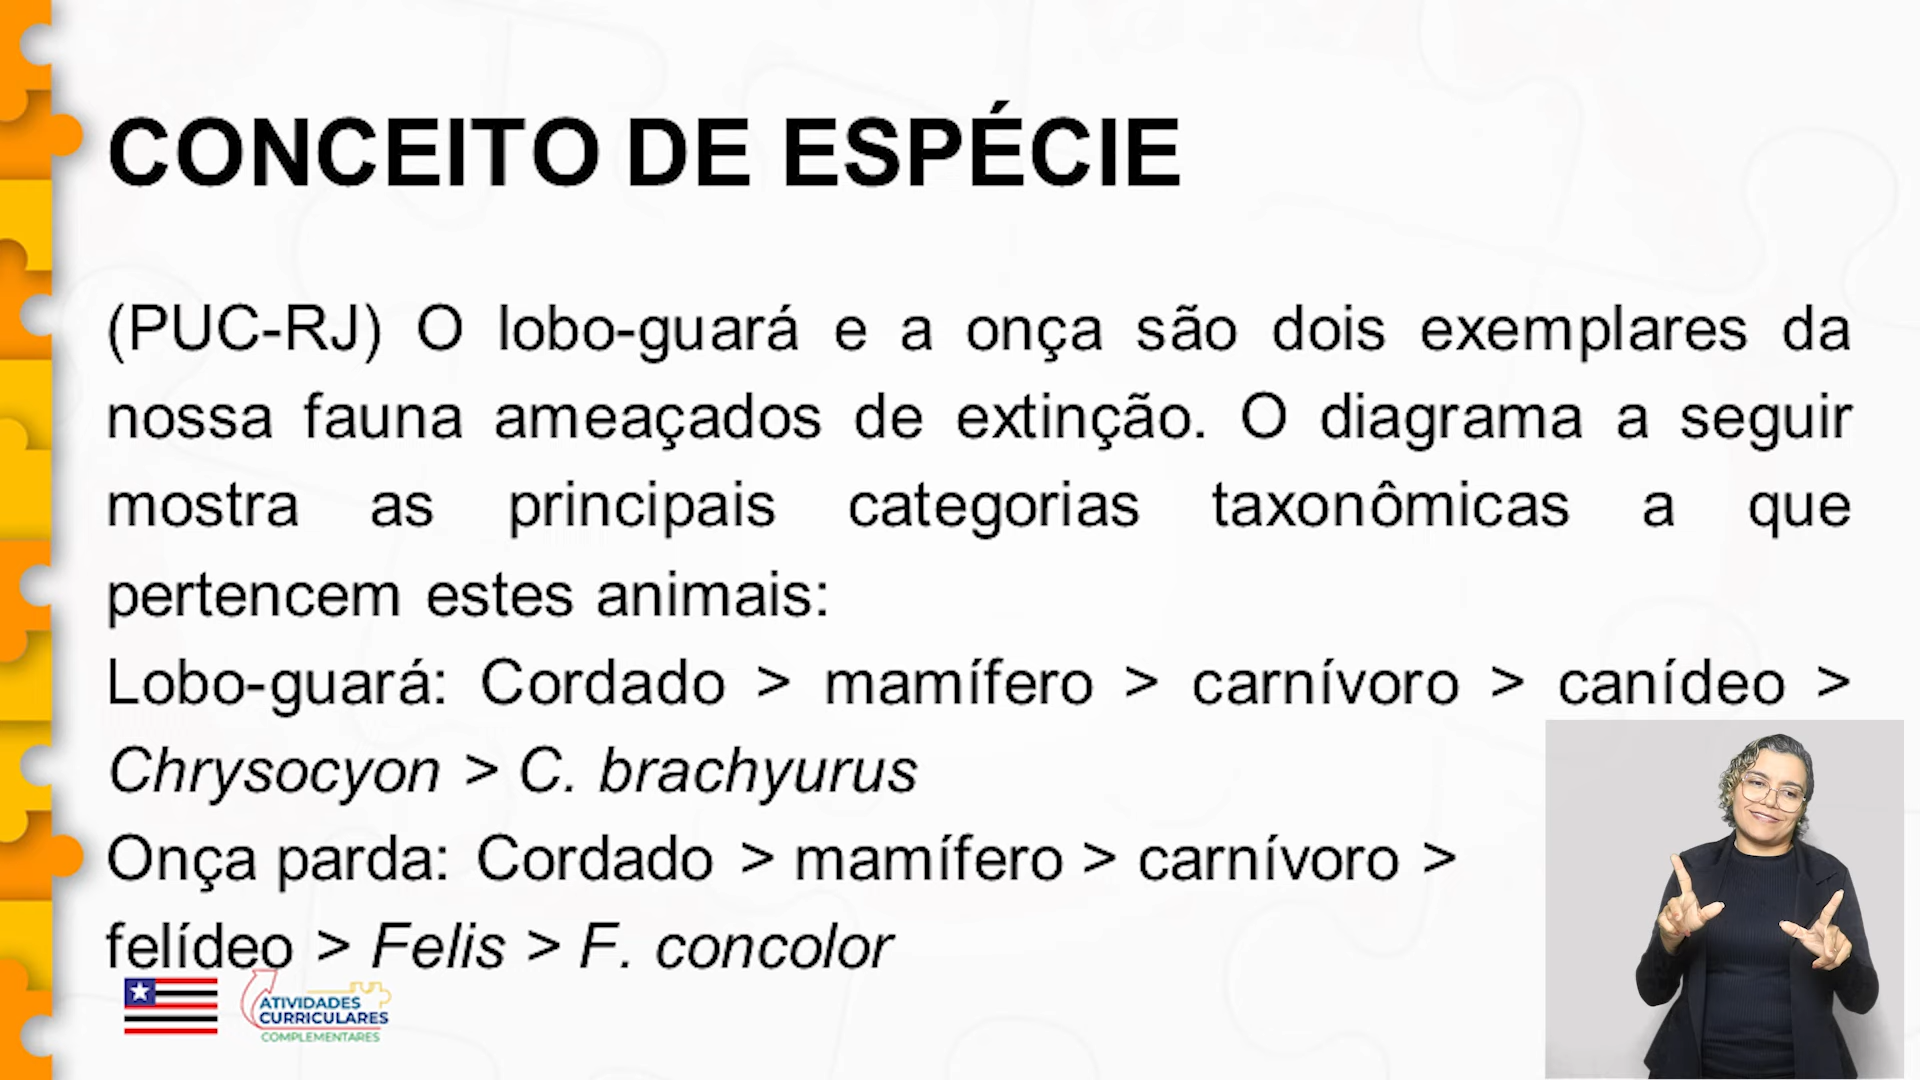 CONCEITO DE ESPÉCIE
(PUC-RJ) O lobo-guará e a onça são dois exemplares da
nossa fauna ameaçados de extinção. O diagrama a seguir
mostra as principais categorias taxonômicas a que
pertencem estes animais:
Lobo-guará: Cordado > mamífero > carnívoro > canídeo >
Chrysocyon > C. brachyurus
Onça parda: Cordado > mamífero > carnívoro >
felídeo > Felis > F. concolor
ATIVIDADES
CURRICULARES
COMPLEMENTARES